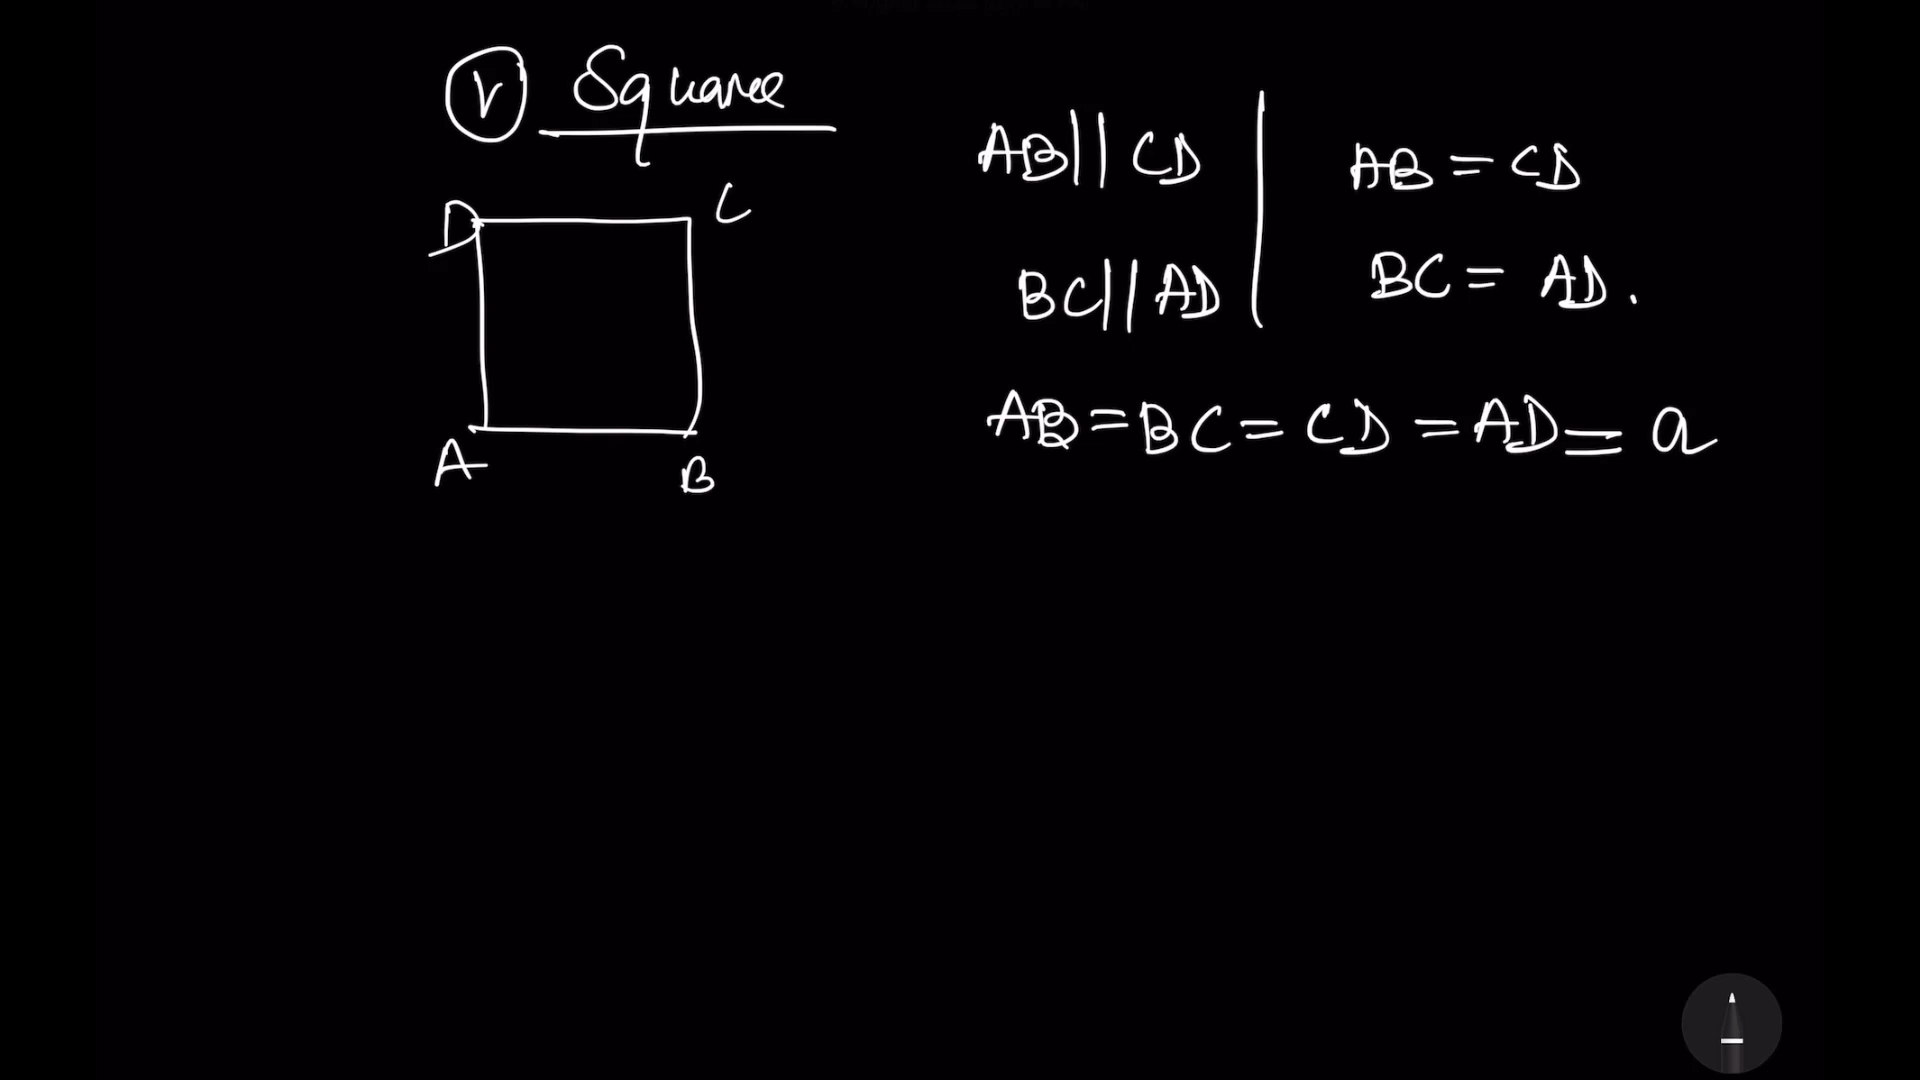 V Square
D C
A B
AB || CD
BC || AD
AB = CD
BC = AD.
AB = BC = CD = AD = a